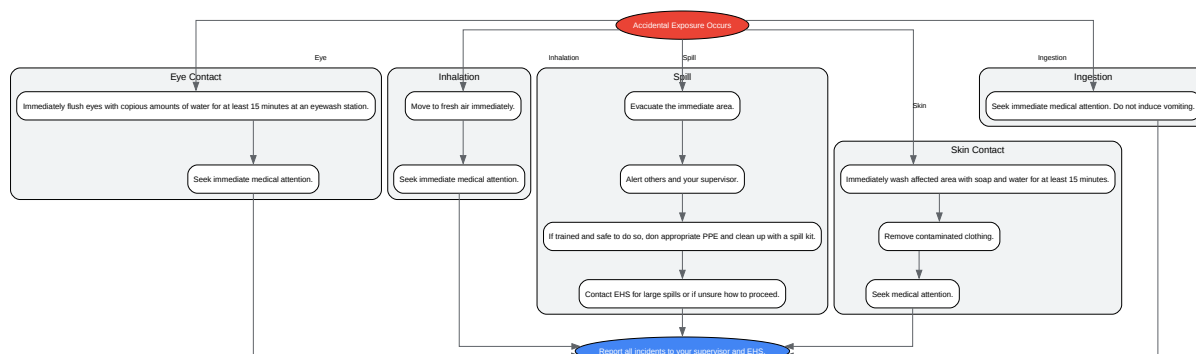 Accidental Exposure Occurs
Eye
Inhalation
Spill
Ingestion
Skin
Eye Contact
Immediately flush eyes with copious amounts of water for at least 15 minutes at an eyewash station.
Seek immediate medical attention.
Inhalation
Move to fresh air immediately.
Seek immediate medical attention.
Spill
Evacuate the immediate area.
Alert others and your supervisor.
If trained and safe to do so, don appropriate PPE and clean up with a spill kit.
Contact EHS for large spills or if unsure how to proceed.
Ingestion
Seek immediate medical attention. Do not induce vomiting.
Skin Contact
Immediately wash affected area with soap and water for at least 15 minutes.
Remove contaminated clothing.
Seek medical attention.
Report all incidents to your supervisor and EHS.